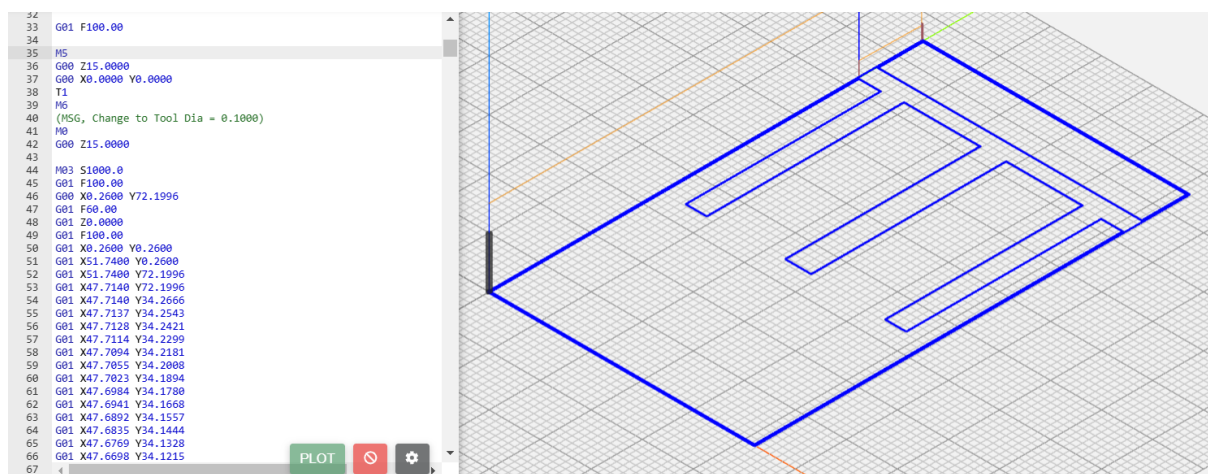 32
33 G01 F100.00
34
35 M5
36 G00 Z15.0000
37 G00 X0.0000 Y0.0000
38 T1
39 M6
40 (MSG, Change to Tool Dia = 0.1000)
41 M0
42 G00 Z15.0000
43
44 M03 S1000.0
45 G01 F100.00
46 G00 X0.2600 Y72.1996
47 G01 F60.00
48 G01 Z0.0000
49 G01 F100.00
50 G01 X0.2600 Y0.2600
51 G01 X51.7400 Y0.2600
52 G01 X51.7400 Y72.1996
53 G01 X47.7140 Y72.1996
54 G01 X47.7140 Y34.2666
55 G01 X47.7137 Y34.2543
56 G01 X47.7128 Y34.2421
57 G01 X47.7114 Y34.2299
58 G01 X47.7094 Y34.2181
59 G01 X47.7055 Y34.2008
60 G01 X47.7023 Y34.1894
61 G01 X47.6984 Y34.1780
62 G01 X47.6941 Y34.1668
63 G01 X47.6892 Y34.1557
64 G01 X47.6835 Y34.1444
65 G01 X47.6769 Y34.1328
66 G01 X47.6698 Y34.1215
67
PLOT